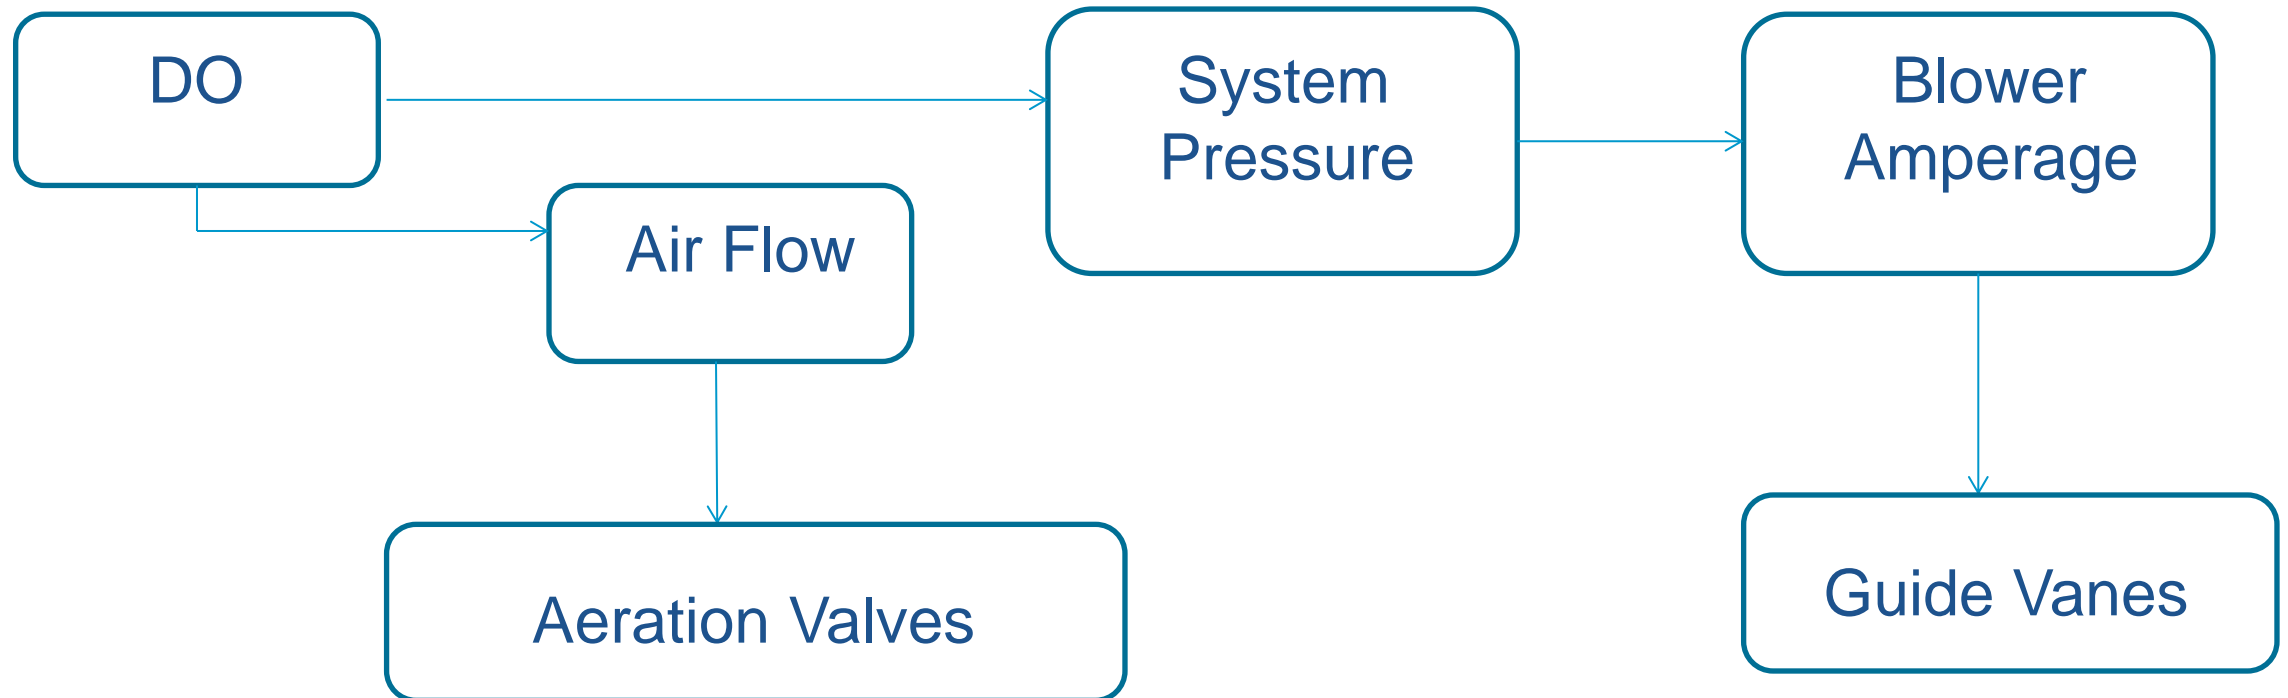 DO
System
Pressure
Blower
Amperage
Air Flow
Aeration Valves
Guide Vanes